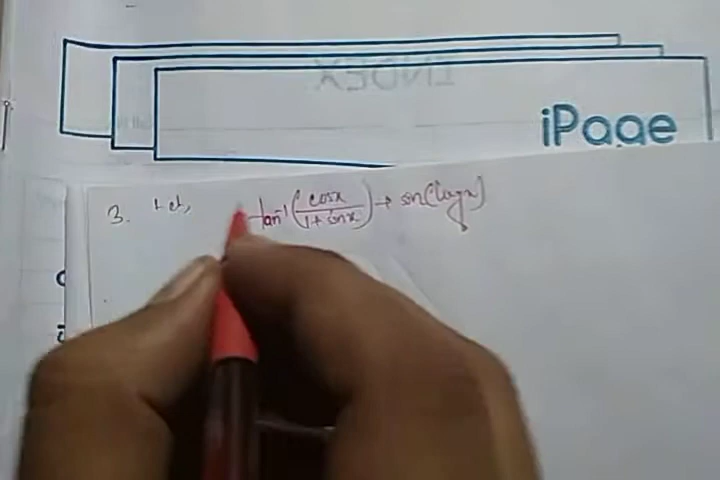 INDEX
iPage
3. Let, tan⁻¹(cosx/1+sinx) + sin(logx)